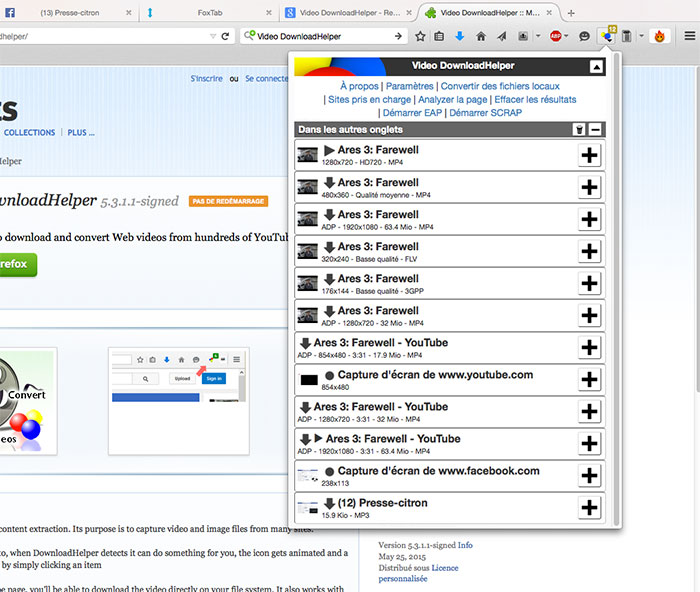 (13) Presse-citron
FoxTab
Video DownloadHelper - Re...
Video DownloadHelper :: M...
helper/
Video DownloadHelper
12
ABP
S'inscrire ou Se connecte
COLLECTIONS | PLUS ...
Helper
wnloadHelper 5.3.1.1-signed
PAS DE REDÉMARRAGE
o download and convert Web videos from hundreds of YouTu
refox
Convert
eos
Upload
Sign in
content extraction. Its purpose is to capture video and image files from many sites.
to, when DownloadHelper detects it can do something for you, the icon gets animated and a
by simply clicking an item
be page, you'll be able to download the video directly on your file system. It also works with
Video DownloadHelper
À propos | Paramètres | Convertir des fichiers locaux
| Sites pris en charge | Analyzer la page | Effacer les résultats
| Démarrer EAP | Démarrer SCRAP
Dans les autres onglets
Ares 3: Farewell
1280x720 - HD720 - MP4
Ares 3: Farewell
480x360 - Qualité moyenne - MP4
Ares 3: Farewell
ADP - 1920x1080 - 63.4 Mio - MP4
Ares 3: Farewell
320x240 - Basse qualité - FLV
Ares 3: Farewell
176x144 - Basse qualité - 3GPP
Ares 3: Farewell
ADP - 1280x720 - 32 Mio - MP4
Ares 3: Farewell - YouTube
ADP - 854x480 - 3:31 - 17.9 Mio - MP4
Capture d'écran de www.youtube.com
854x480
Ares 3: Farewell - YouTube
ADP - 1280x720 - 3:31 - 32 Mio - MP4
Ares 3: Farewell - YouTube
ADP - 1920x1080 - 3:31 - 63.4 Mio - MP4
Capture d'écran de www.facebook.com
238x113
(12) Presse-citron
15.9 Kio - MP3
Version 5.3.1.1-signed Info
May 25, 2015
Distribué sous Licence
personnalisée